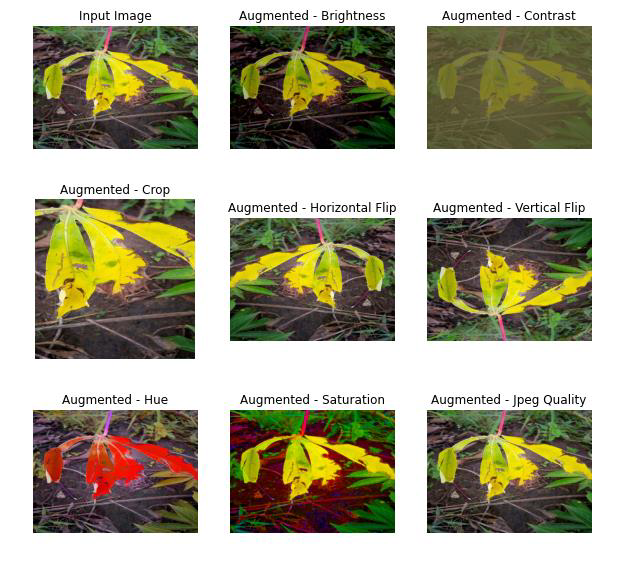 Input Image
Augmented - Brightness
Augmented - Contrast
Augmented - Crop
Augmented - Horizontal Flip
Augmented - Vertical Flip
Augmented - Hue
Augmented - Saturation
Augmented - Jpeg Quality